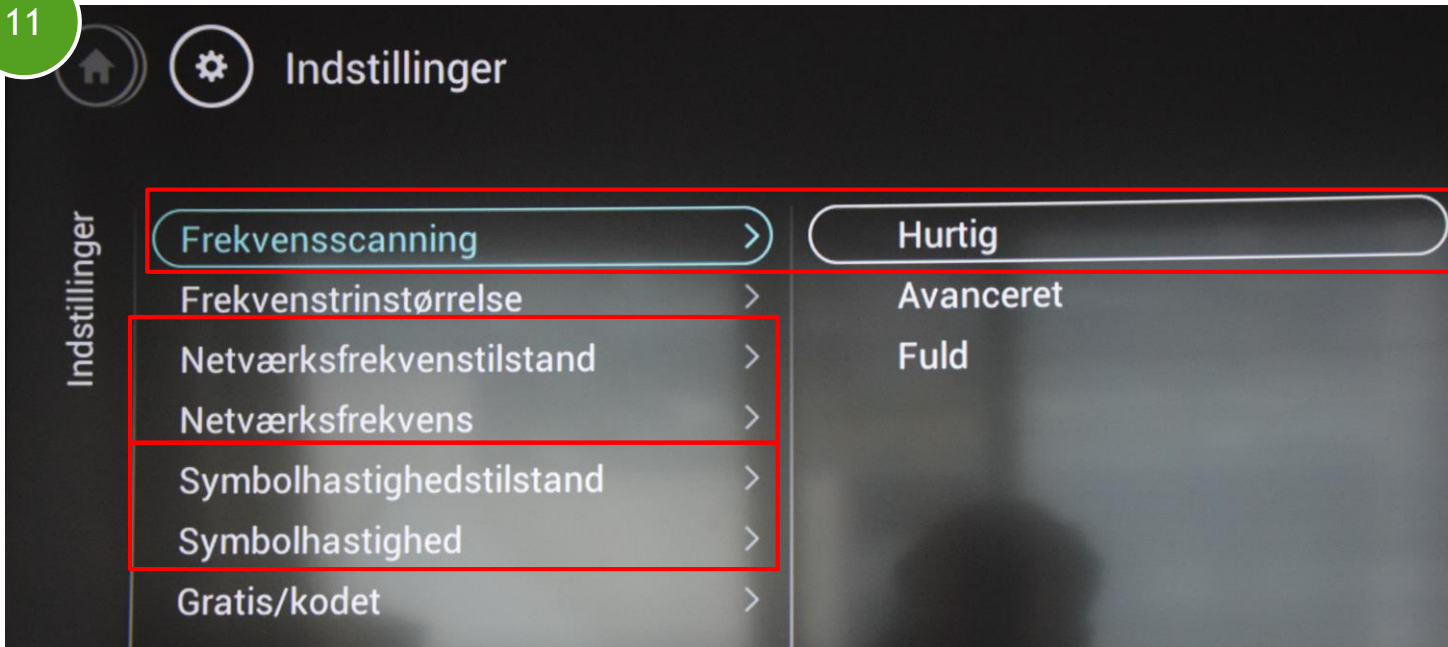 11
Indstillinger
Indstillinger
Frekvensscanning
Frekvenstrinstørrelse
Netværksfrekvenstilstand
Netværksfrekvens
Symbolhastighedstilstand
Symbolhastighed
Gratis/kodet
Hurtig
Avanceret
Fuld